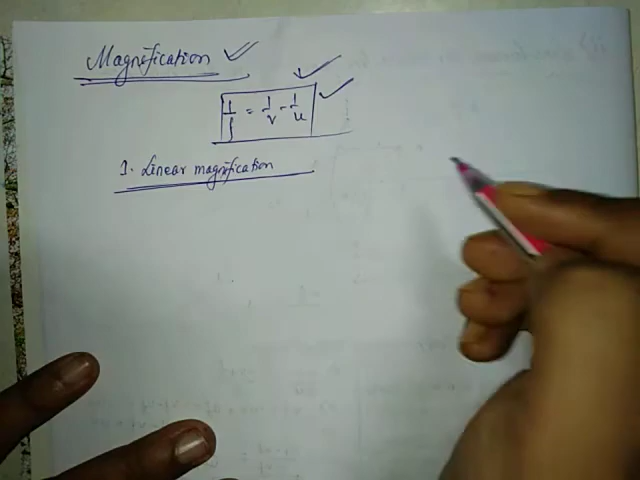 Magnification
1/f = 1/v - 1/u
1. Linear magnification